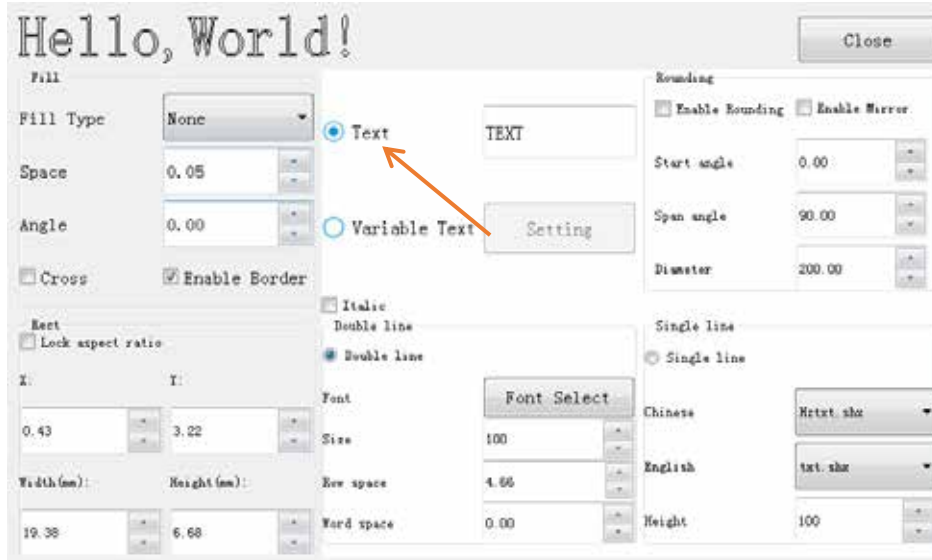 Hello, World!
Close
Fill
Fill Type
None
Space
0.05
Angle
0.00
Cross
Enable Border
Text
TEXT
Variable Text
Setting
Rounding
Enable Rounding
Enable Mirror
Start angle
0.00
Span angle
90.00
Diameter
200.00
Rect
Lock aspect ratio
X:
Y:
0.43
3.22
Width(mm):
Height(mm):
19.38
6.68
Italic
Double line
Double line
Font
Font Select
Size
100
Row space
4.66
Word space
0.00
Single line
Single line
Chinese
Hztxt.shx
English
txt.shx
Height
100